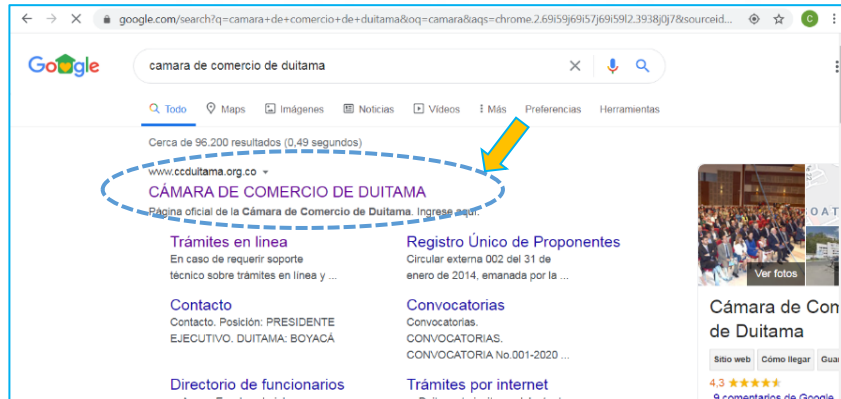 google.com/search?q=camara+de+comercio+de+duitama&oq=camara&aqs=chrome.2.69i59j69i57j69i59l2.3938j0j7&sourceid...
C
Google
camara de comercio de duitama
Todo Maps Imágenes Noticias Vídeos Más Preferencias Herramientas
Cerca de 96.200 resultados (0,49 segundos)
www.ccduitama.org.co
CÁMARA DE COMERCIO DE DUITAMA
Página oficial de la Cámara de Comercio de Duitama. Ingrese aquí.
Trámites en linea
En caso de requerir soporte
técnico sobre trámites en línea y ...
Registro Único de Proponentes
Circular externa 002 del 31 de
enero de 2014, emanada por la ...
Contacto
Contacto. Posición: PRESIDENTE
EJECUTIVO. DUITAMA: BOYACÁ
Convocatorias
Convocatorias.
CONVOCATORIAS.
CONVOCATORIA No.001-2020 ...
Directorio de funcionarios
Trámites por internet
OAT
Ver fotos
Cámara de Com
de Duitama
Sitio web Cómo llegar Guar
4,3
9 comentarios de Google